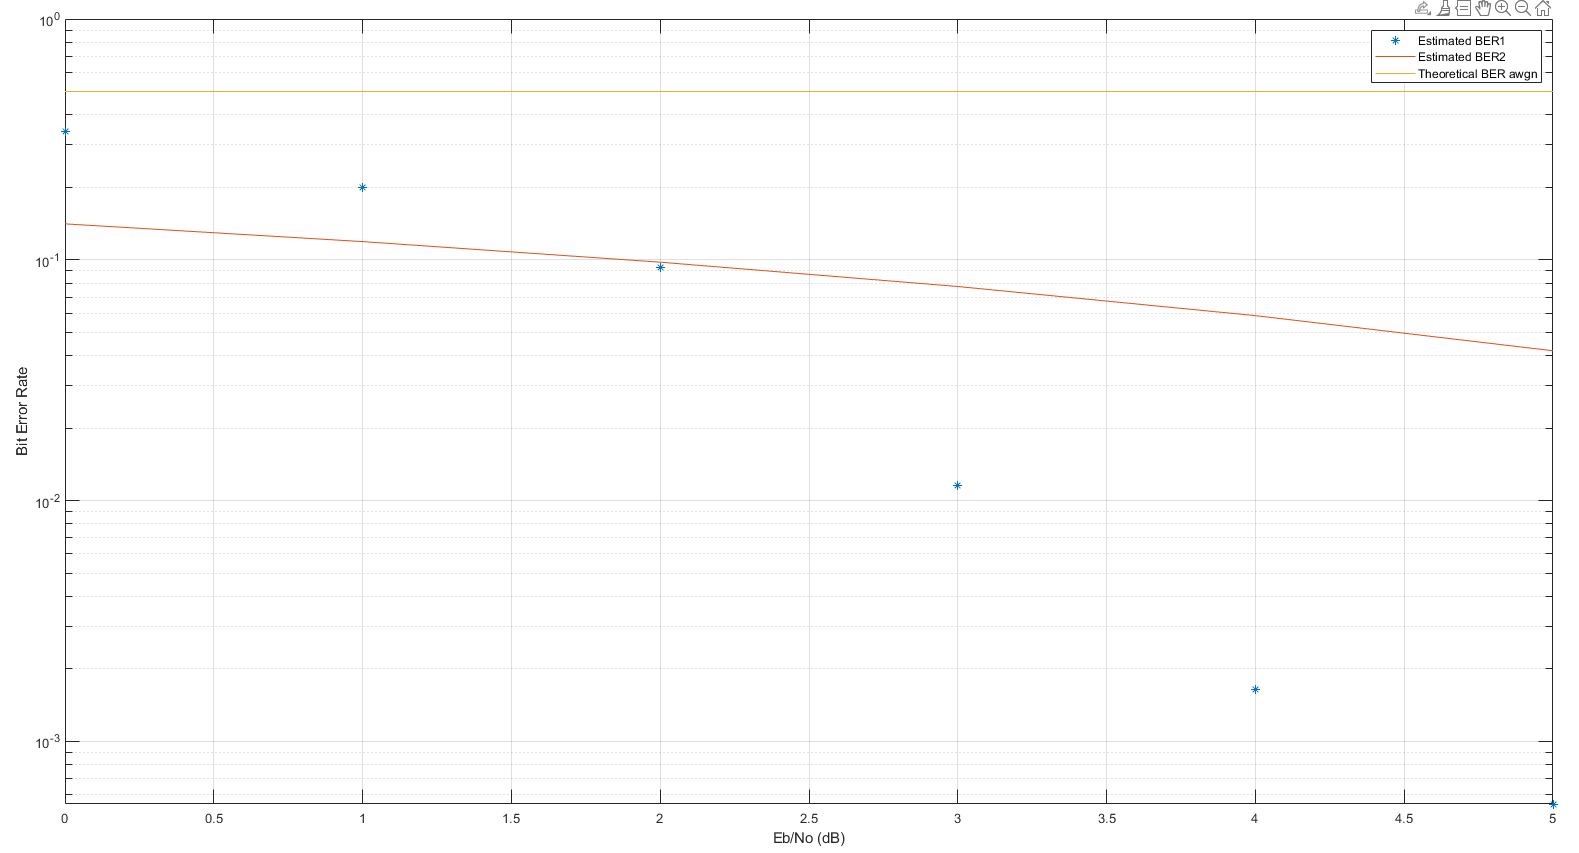 Estimated BER1
Estimated BER2
Theoretical BER awgn
10^0
10^-1
10^-2
10^-3
Bit Error Rate
0 0.5 1 1.5 2 2.5 3 3.5 4 4.5 5
Eb/No (dB)